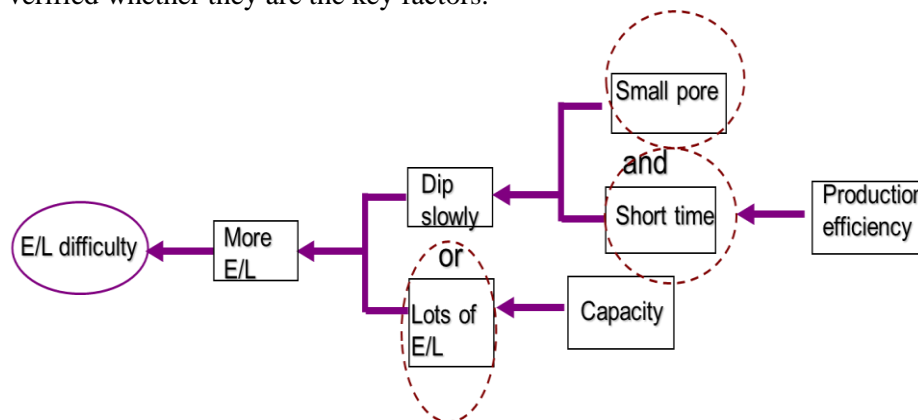 verified whether they are the key factors.
Small pore
and
Dip
slowly
Short time
Production
efficiency
E/L difficulty
More
E/L
or
Lots of
E/L
Capacity